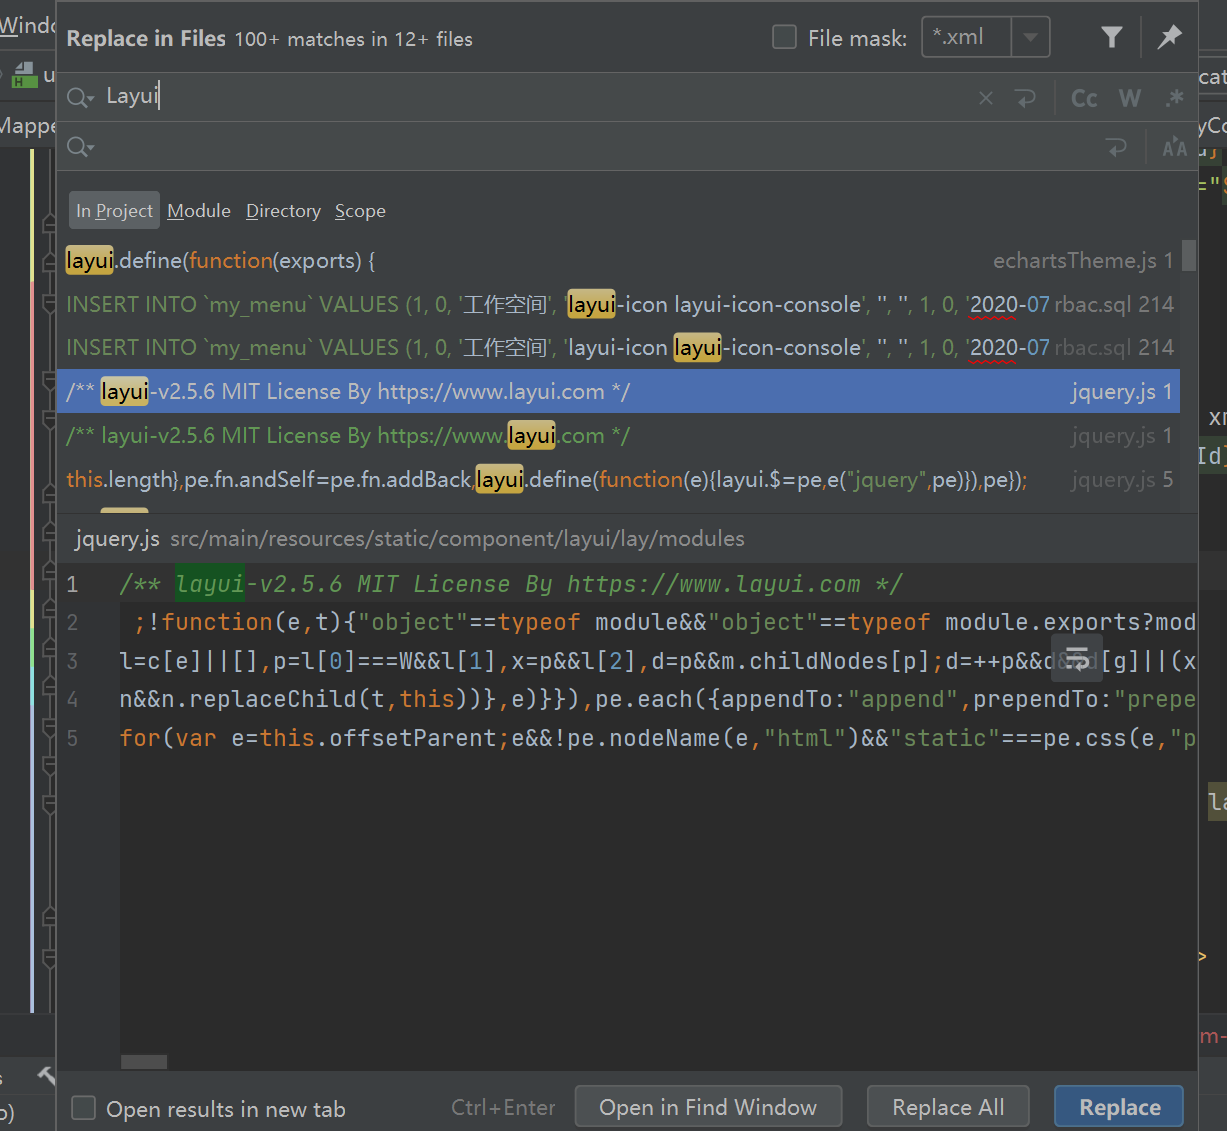 Windo
Replace in Files 100+ matches in 12+ files
File mask: *.xml
u
cat
Layui
Cc W .*
Mappe
yCo
In Project Module Directory Scope
="S
layui.define(function(exports) { echartsTheme.js 1
INSERT INTO `my_menu` VALUES (1, 0, '工作空间', 'layui-icon layui-icon-console', '', '', 1, 0, '2020-07 rbac.sql 214
INSERT INTO `my_menu` VALUES (1, 0, '工作空间', 'layui-icon layui-icon-console', '', '', 1, 0, '2020-07 rbac.sql 214
/** layui-v2.5.6 MIT License By https://www.layui.com */ jquery.js 1
xm
/** layui-v2.5.6 MIT License By https://www.layui.com */ jquery.js 1
Id}
this.length},pe.fn.andSelf=pe.fn.addBack,layui.define(function(e){layui.$=pe,e("jquery",pe)}),pe}); jquery.js 5
jquery.js src/main/resources/static/component/layui/lay/modules
1 /** layui-v2.5.6 MIT License By https://www.layui.com */
2 ;!function(e,t){"object"==typeof module&&"object"==typeof module.exports?mod
3 l=c[e]||[],p=l[0]===W&&l[1],x=p&&l[2],d=p&&m.childNodes[p];d=++p&&d&&d[g]||(x
4 n&&n.replaceChild(t,this))},e)}}),pe.each({appendTo:"append",prependTo:"prepe
5 for(var e=this.offsetParent;e&&!pe.nodeName(e,"html")&&"static"===pe.css(e,"p
la
>
m-
s
o)
Open results in new tab Ctrl+Enter Open in Find Window Replace All Replace